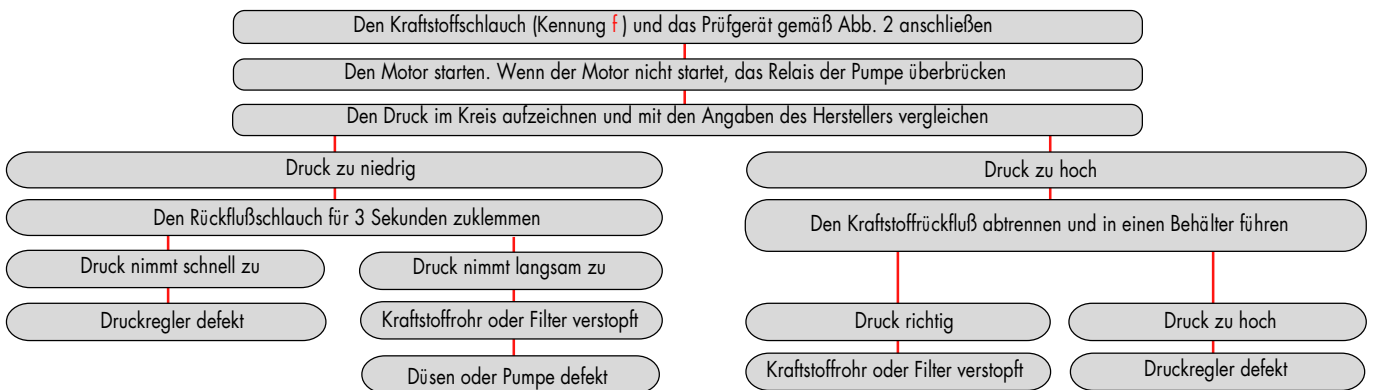 Den Kraftstoffschlauch (Kennung f ) und das Prüfgerät gemäß Abb. 2 anschließen
Den Motor starten. Wenn der Motor nicht startet, das Relais der Pumpe überbrücken
Den Druck im Kreis aufzeichnen und mit den Angaben des Herstellers vergleichen
Druck zu niedrig
Druck zu hoch
Den Rückflußschlauch für 3 Sekunden zuklemmen
Den Kraftstoffrückfluß abtrennen und in einen Behälter führen
Druck nimmt schnell zu
Druck nimmt langsam zu
Druckregler defekt
Kraftstoffrohr oder Filter verstopft
Druck richtig
Druck zu hoch
Düsen oder Pumpe defekt
Kraftstoffrohr oder Filter verstopft
Druckregler defekt